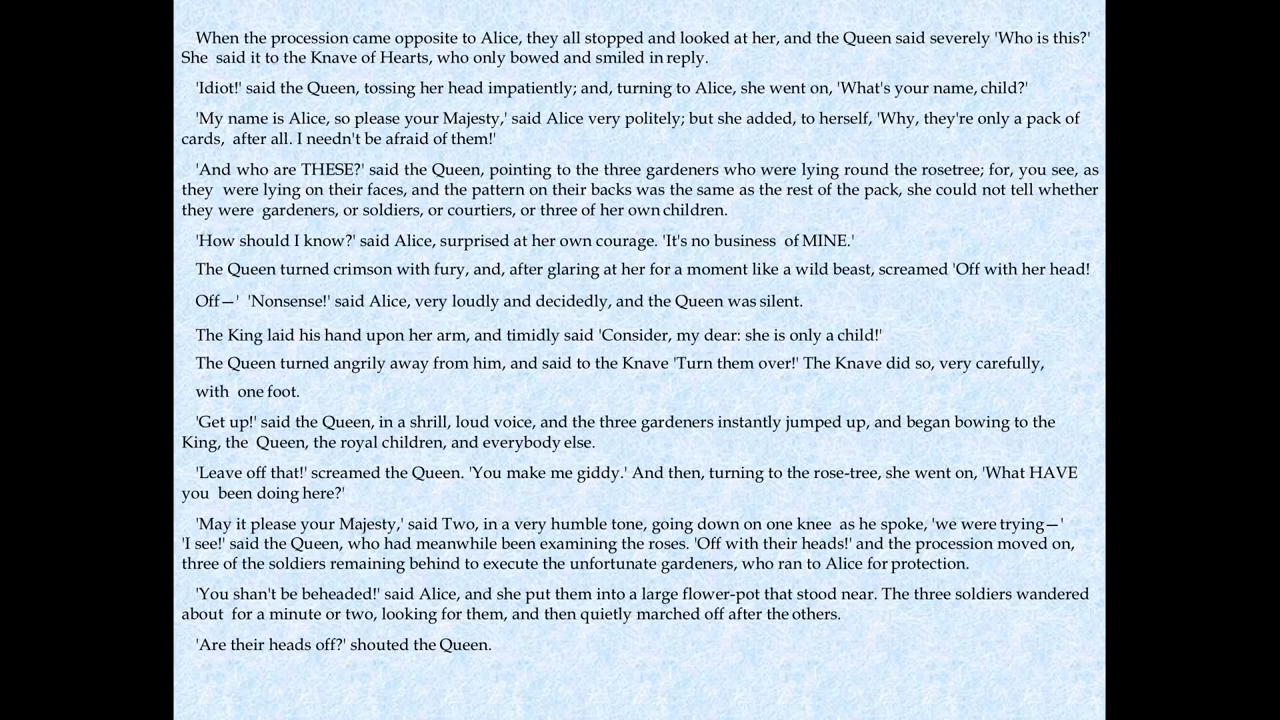 When the procession came opposite to Alice, they all stopped and looked at her, and the Queen said severely 'Who is this?'
She said it to the Knave of Hearts, who only bowed and smiled in reply.
'Idiot!' said the Queen, tossing her head impatiently; and, turning to Alice, she went on, 'What's your name, child?'
'My name is Alice, so please your Majesty,' said Alice very politely; but she added, to herself, 'Why, they're only a pack of
cards, after all. I needn't be afraid of them!'
'And who are THESE?' said the Queen, pointing to the three gardeners who were lying round the rosetree; for, you see, as
they were lying on their faces, and the pattern on their backs was the same as the rest of the pack, she could not tell whether
they were gardeners, or soldiers, or courtiers, or three of her own children.
'How should I know?' said Alice, surprised at her own courage. 'It's no business of MINE.'
The Queen turned crimson with fury, and, after glaring at her for a moment like a wild beast, screamed 'Off with her head!
Off—' 'Nonsense!' said Alice, very loudly and decidedly, and the Queen was silent.
The King laid his hand upon her arm, and timidly said 'Consider, my dear: she is only a child!'
The Queen turned angrily away from him, and said to the Knave 'Turn them over!' The Knave did so, very carefully,
with one foot.
'Get up!' said the Queen, in a shrill, loud voice, and the three gardeners instantly jumped up, and began bowing to the
King, the Queen, the royal children, and everybody else.
'Leave off that!' screamed the Queen. 'You make me giddy.' And then, turning to the rose-tree, she went on, 'What HAVE
you been doing here?'
'May it please your Majesty,' said Two, in a very humble tone, going down on one knee as he spoke, 'we were trying—'
'I see!' said the Queen, who had meanwhile been examining the roses. 'Off with their heads!' and the procession moved on,
three of the soldiers remaining behind to execute the unfortunate gardeners, who ran to Alice for protection.
'You shan't be beheaded!' said Alice, and she put them into a large flower-pot that stood near. The three soldiers wandered
about for a minute or two, looking for them, and then quietly marched off after the others.
'Are their heads off?' shouted the Queen.